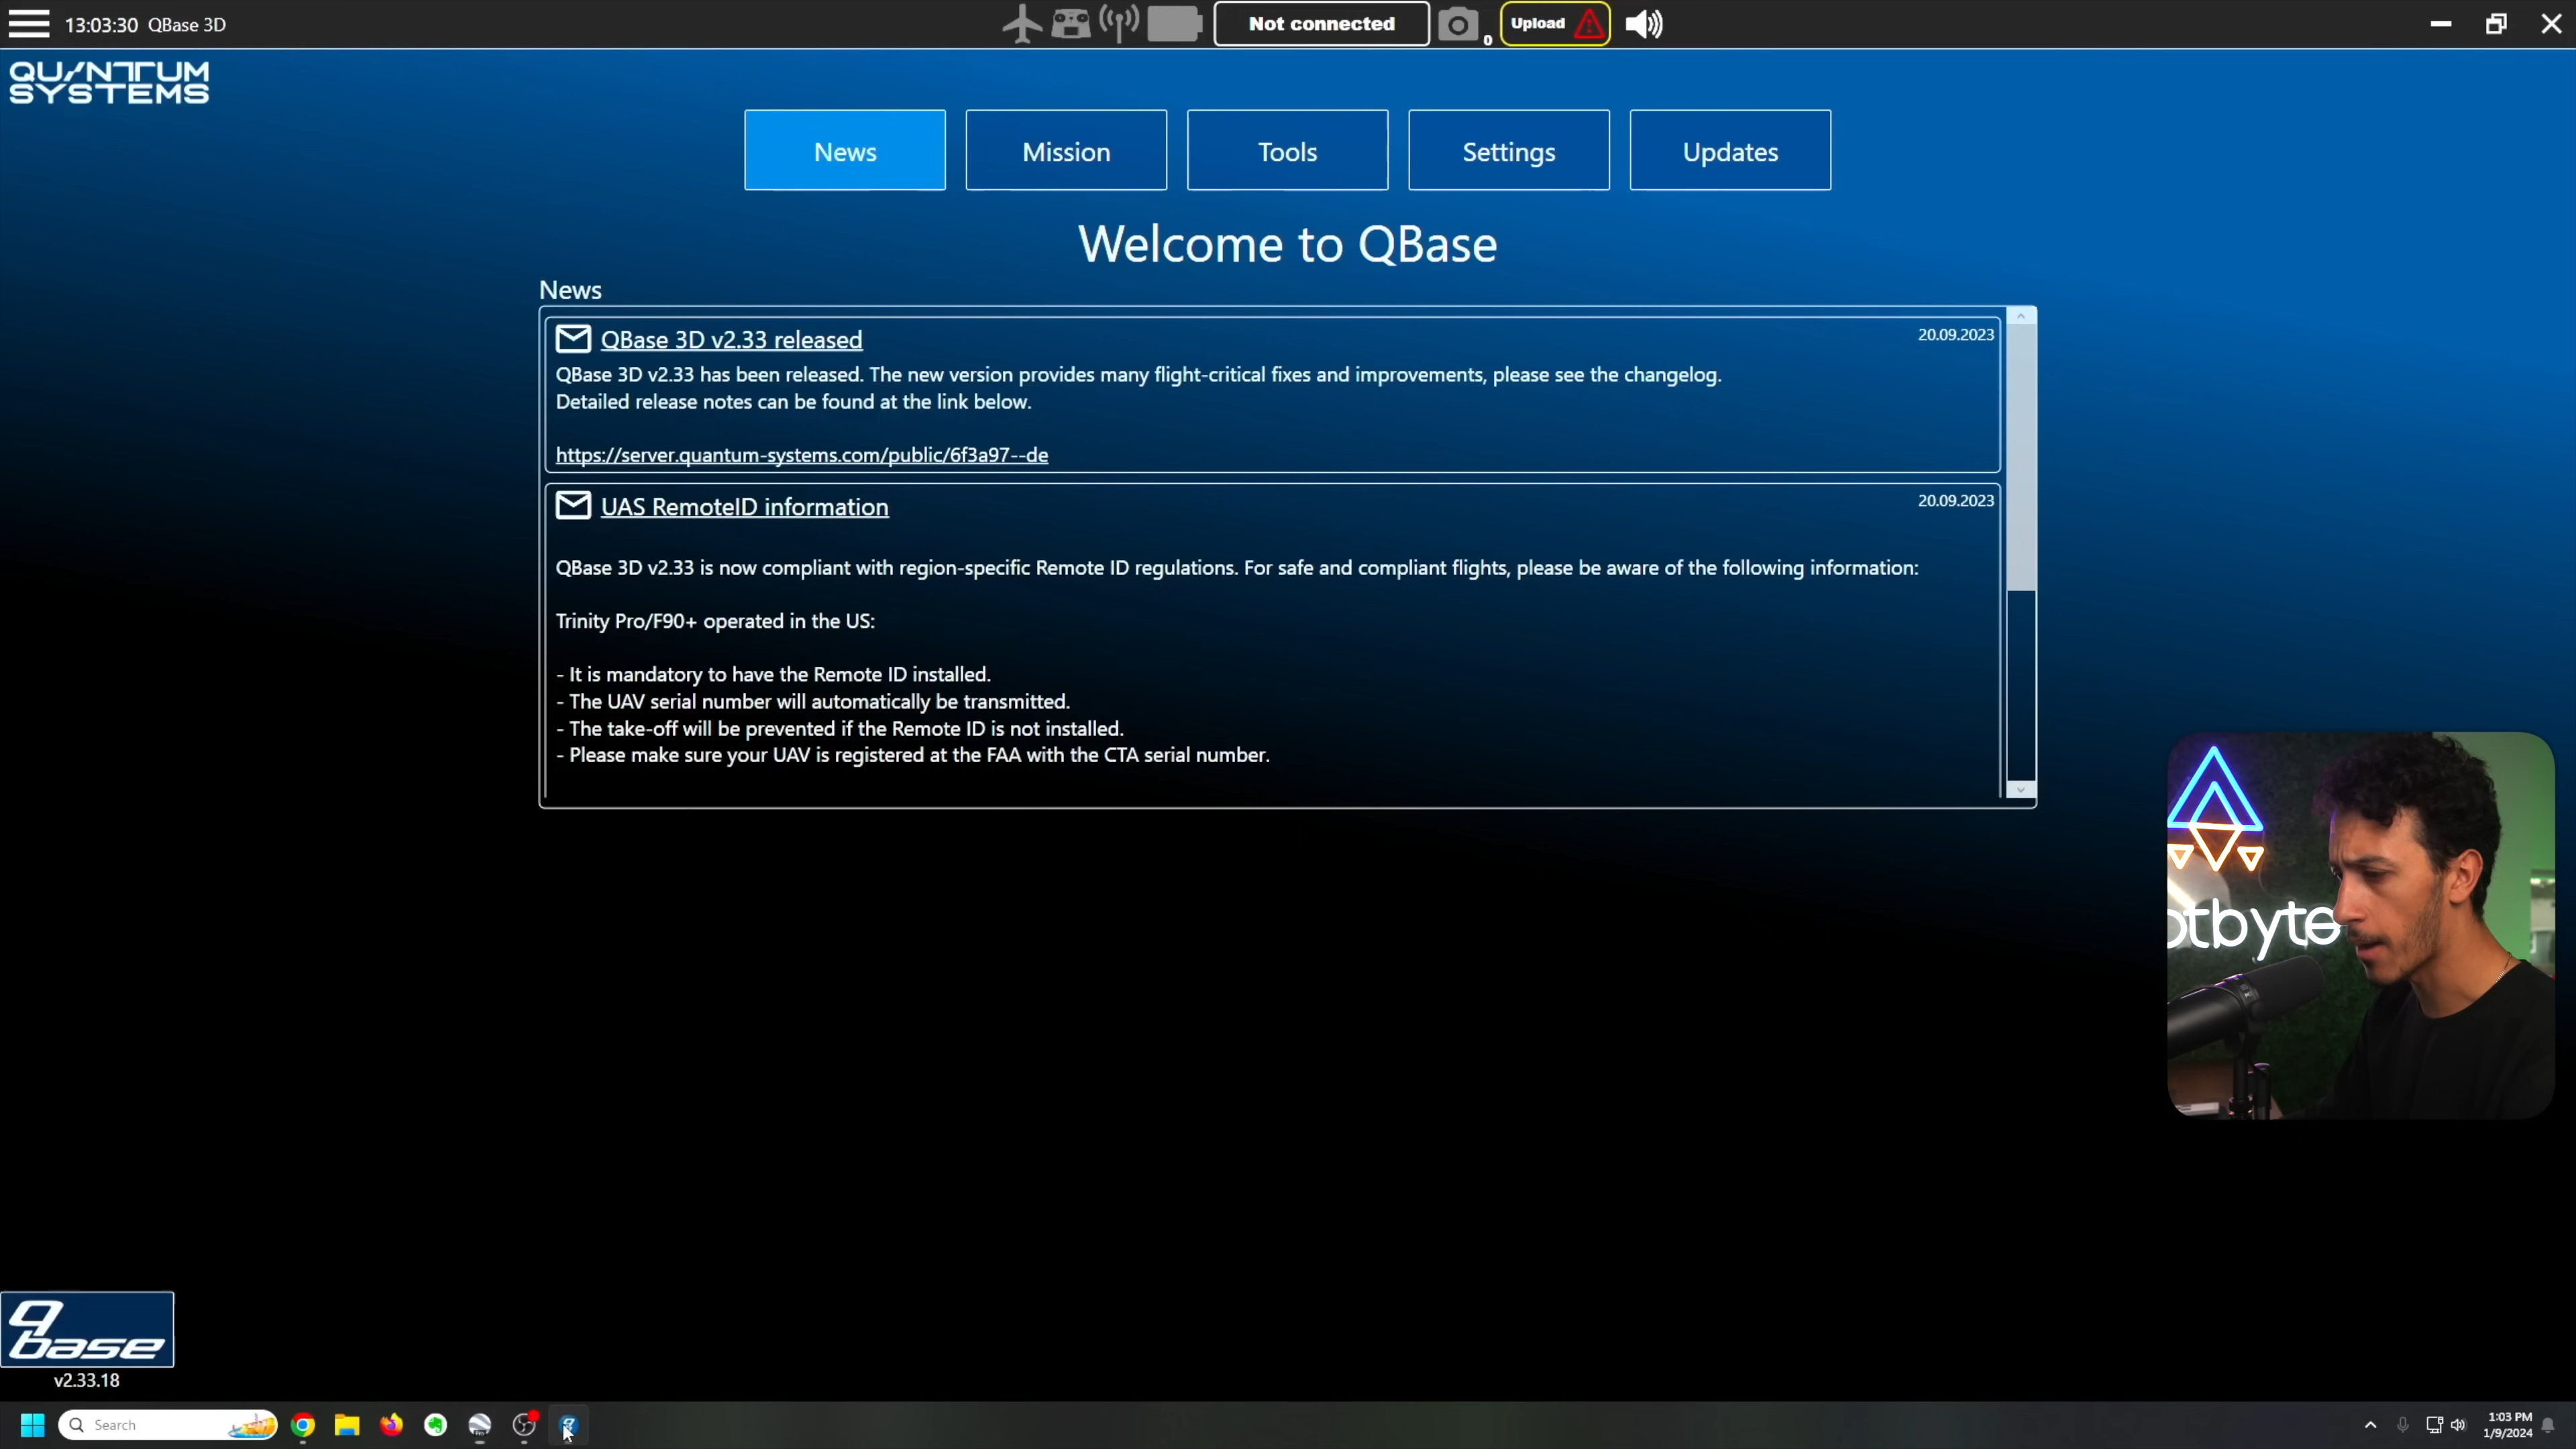 13:03:30 QBase 3D
Not connected
0
Upload
QUANTUM
SYSTEMS
News
Mission
Tools
Settings
Updates
Welcome to QBase
News
QBase 3D v2.33 released
20.09.2023
QBase 3D v2.33 has been released. The new version provides many flight-critical fixes and improvements, please see the changelog.
Detailed release notes can be found at the link below.
https://server.quantum-systems.com/public/6f3a97--de
UAS RemoteID information
20.09.2023
QBase 3D v2.33 is now compliant with region-specific Remote ID regulations. For safe and compliant flights, please be aware of the following information:
Trinity Pro/F90+ operated in the US:
- It is mandatory to have the Remote ID installed.
- The UAV serial number will automatically be transmitted.
- The take-off will be prevented if the Remote ID is not installed.
- Please make sure your UAV is registered at the FAA with the CTA serial number.
otbyte
qbase
v2.33.18
Search
1:03 PM
1/9/2024